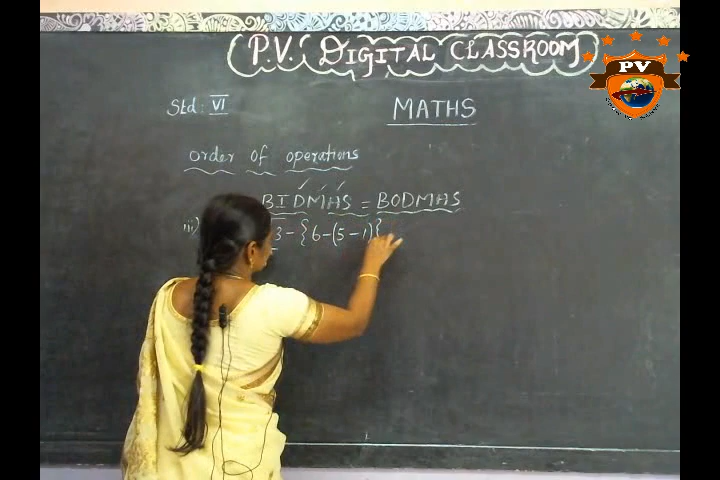 P.V. DIGITAL CLASSROOM
PV
Std: VI
MATHS
Order of operations
BIDMAS = BODMAS
iii) 3 - { 6 - (5 - 1) {